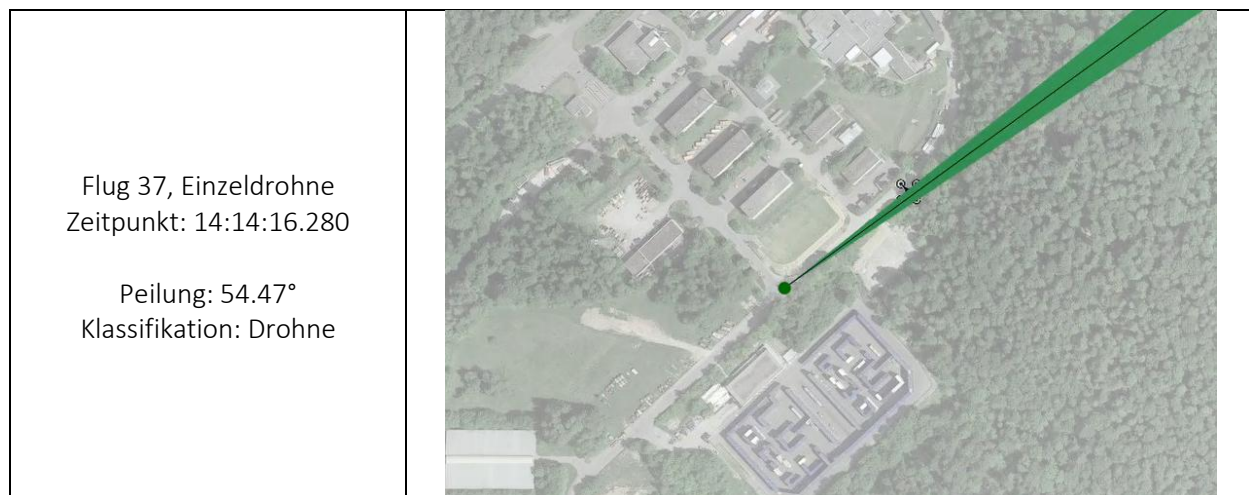 Flug 37, Einzeldrohne
Zeitpunkt: 14:14:16.280
Peilung: 54.47°
Klassifikation: Drohne